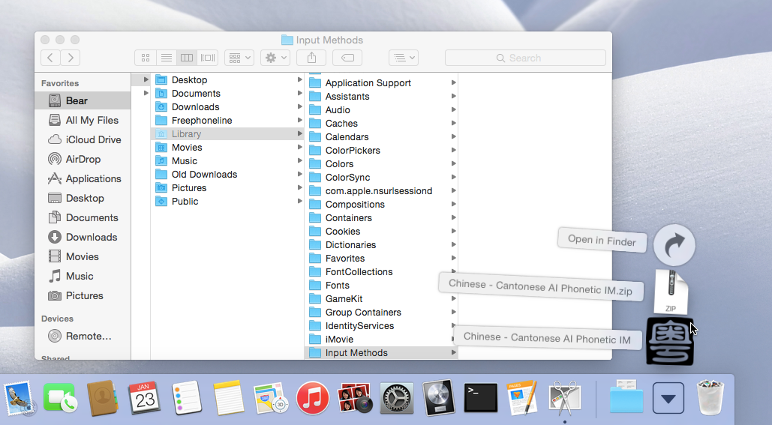 Input Methods
Search
Favorites
Bear
All My Files
iCloud Drive
AirDrop
Applications
Desktop
Documents
Downloads
Movies
Music
Pictures
Devices
Remote...
Shared
Desktop
Documents
Downloads
Freephoneline
Library
Movies
Music
Old Downloads
Pictures
Public
Application Support
Assistants
Audio
Caches
Calendars
ColorPickers
Colors
ColorSync
com.apple.nsurlsessiond
Compositions
Containers
Cookies
Dictionaries
Favorites
FontCollections
Fonts
GameKit
Group Containers
IdentityServices
iMovie
Input Methods
Open in Finder
Chinese - Cantonese AI Phonetic IM.zip
ZIP
Chinese - Cantonese AI Phonetic IM
粵
JAN
23